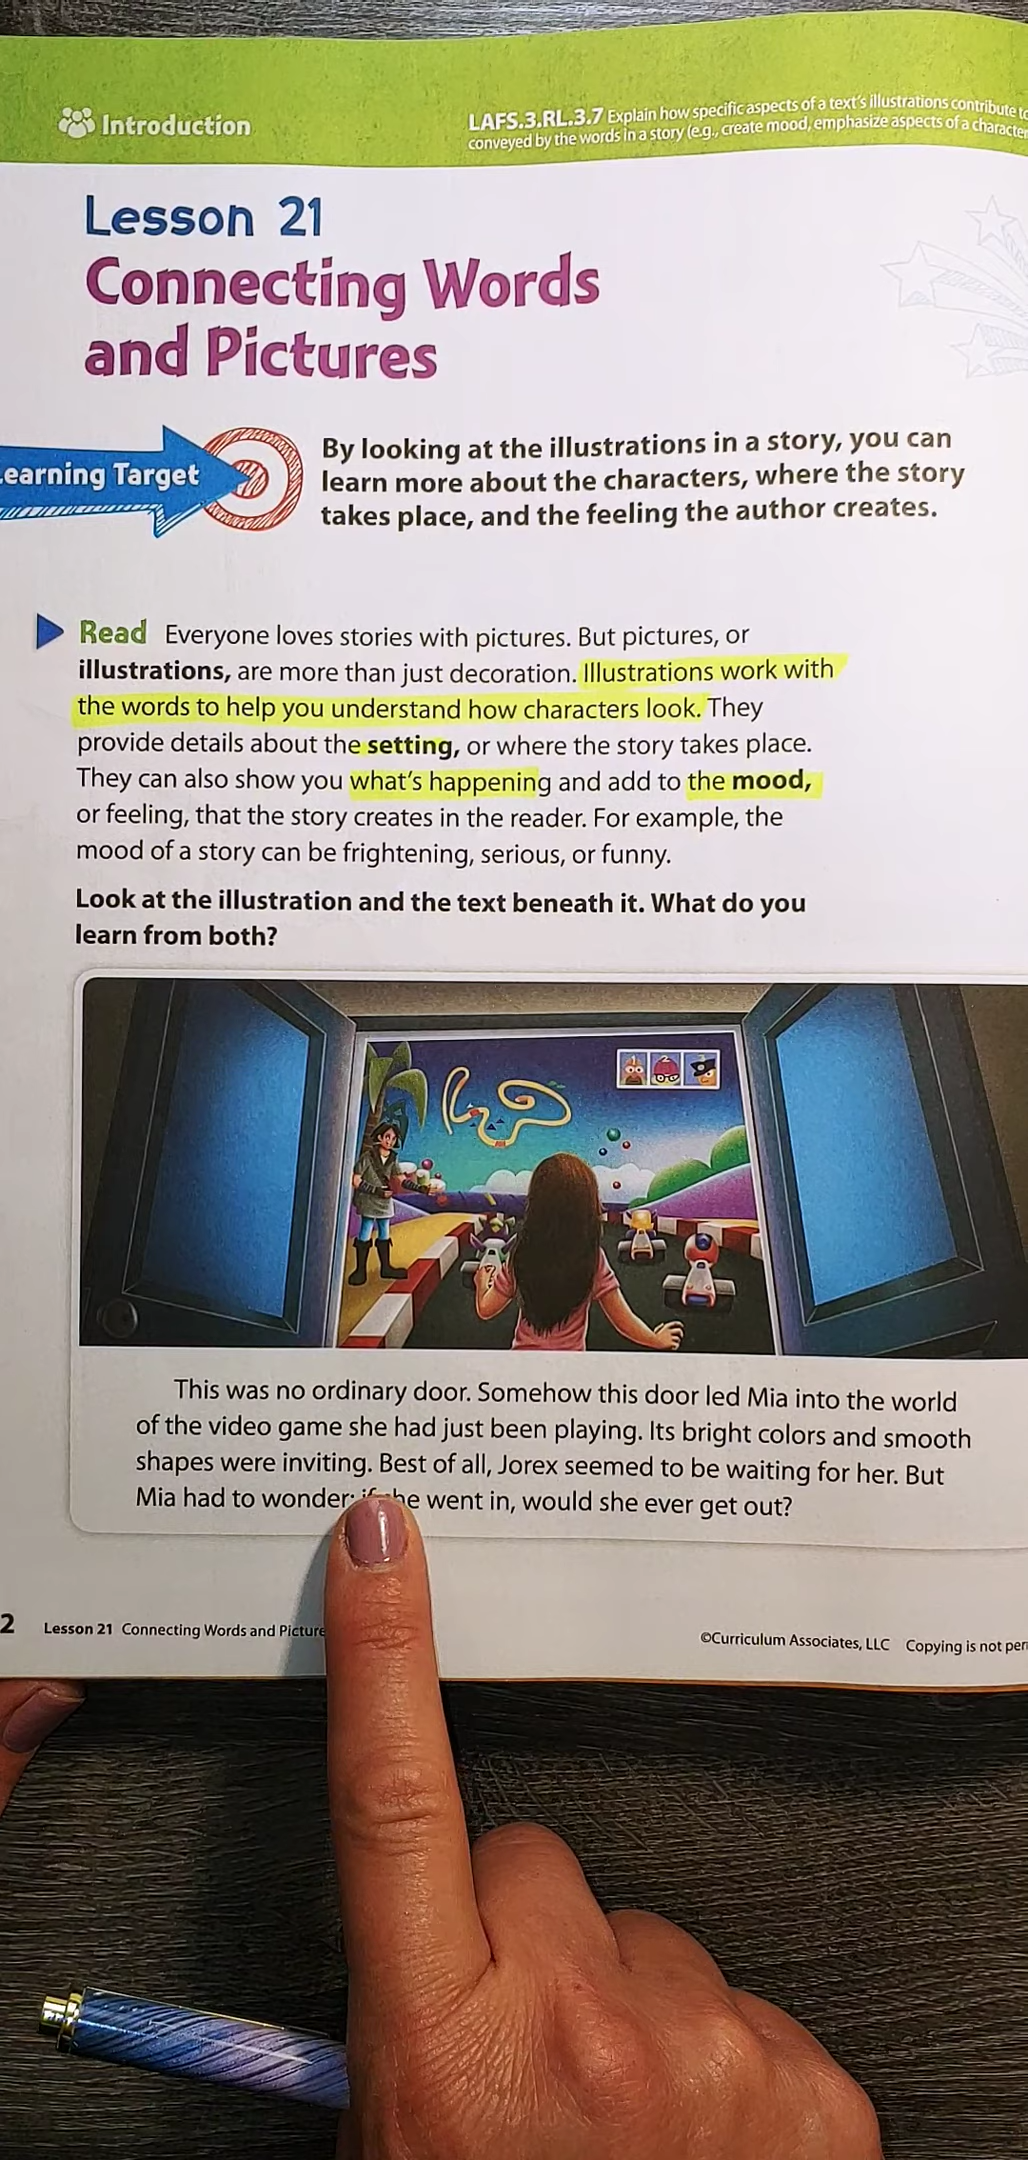 Introduction
LAFS.3.RL.3.7 Explain how specific aspects of a text's illustrations contribute
conveyed by the words in a story (e.g., create mood, emphasize aspects of a
Lesson 21
Connecting Words
and Pictures
Learning Target
By looking at the illustrations in a story, you can
learn more about the characters, where the story
takes place, and the feeling the author creates.
Read Everyone loves stories with pictures. But pictures, or
illustrations, are more than just decoration. Illustrations work with
the words to help you understand how characters look. They
provide details about the setting, or where the story takes place.
They can also show you what's happening and add to the mood,
or feeling, that the story creates in the reader. For example, the
mood of a story can be frightening, serious, or funny.
Look at the illustration and the text beneath it. What do you
learn from both?
This was no ordinary door. Somehow this door led Mia into the world
of the video game she had just been playing. Its bright colors and smooth
shapes were inviting. Best of all, Jorex seemed to be waiting for her. But
Mia had to wonder: if she went in, would she ever get out?
2 Lesson 21 Connecting Words and Picture
©Curriculum Associates, LLC Copying is not